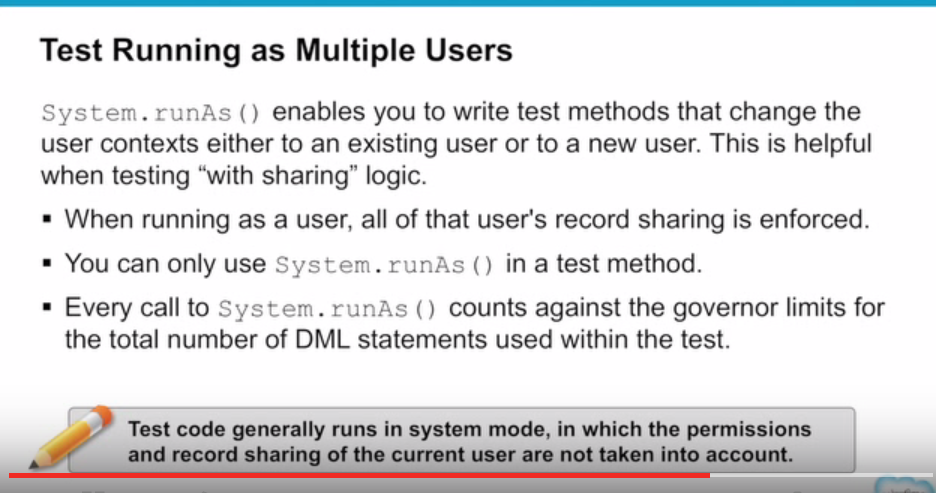 Test Running as Multiple Users
System.runAs() enables you to write test methods that change the
user contexts either to an existing user or to a new user. This is helpful
when testing “with sharing” logic.
▪ When running as a user, all of that user's record sharing is enforced.
▪ You can only use System.runAs() in a test method.
▪ Every call to System.runAs() counts against the governor limits for
the total number of DML statements used within the test.
Test code generally runs in system mode, in which the permissions
and record sharing of the current user are not taken into account.